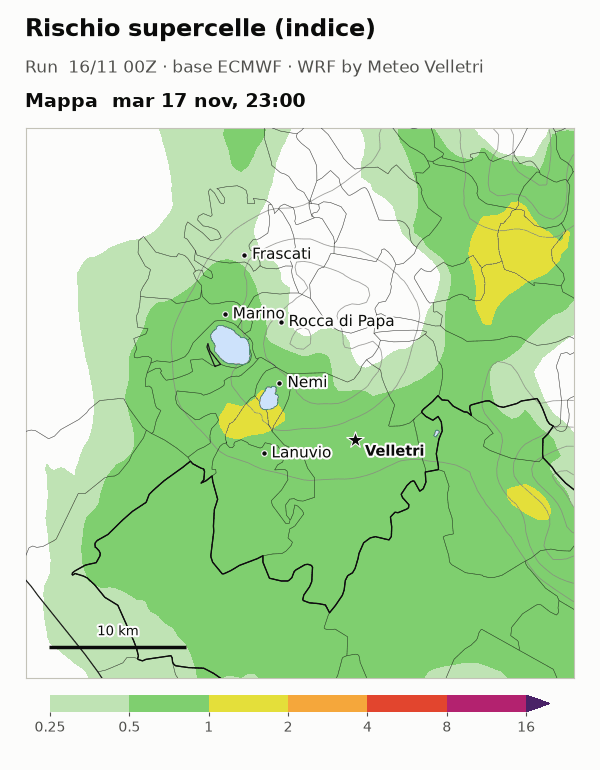 Rischio supercelle (indice)
Run  16/11 00Z · base ECMWF · WRF by Meteo Velletri
Mappa  mar 17 nov, 23:00
Frascati
Marino
Rocca di Papa
Nemi
Velletri
Lanuvio
10 km
0.25 0.5 1 2 4 8 16